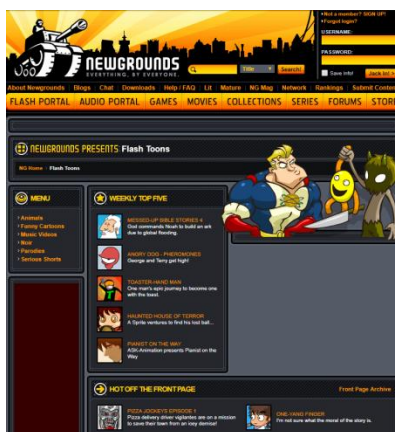 Not a member? SIGN UP!
Forgot login?
USERNAME:
PASSWORD:
Save info!
Jack In! >
NEWGROUNDS
EVERYTHING, BY EVERYONE.
Title
Search!
About Newgrounds Blogs Chat Downloads Help / FAQ Lit Mature NG Mag Network Rankings Submit Content
FLASH PORTAL AUDIO PORTAL GAMES MOVIES COLLECTIONS SERIES FORUMS STOR
NEWGROUNDS PRESENTS: Flash Toons
NG Home / Flash Toons
MENU
Animals
Funny Cartoons
Music Videos
Noir
Parodies
Serious Shorts
WEEKLY TOP FIVE
MESSED-UP BIBLE STORIES 4
God commands Noah to build an ark
due to global flooding.
ANGRY DO - PHEROMONES
George and Terry get high!
TOASTER-HAND MAN
One man's epic journey to become one
with the toast.
HAUNTED HOUSE OF TERROR
A Sprite ventures to find his lost ball...
PIANIST ON THE WAY
ASK-Animation presents Pianist on the
Way
HOT OFF THE FRONT PAGE
Front Page Archive
PIZZA JOCKEYS EPISODE 1
Pizza delivery driver vigilantes are on a mission
to save their town from an icey demise!
ONE-YANG FINGER
I'm not sure what the moral of the story is.